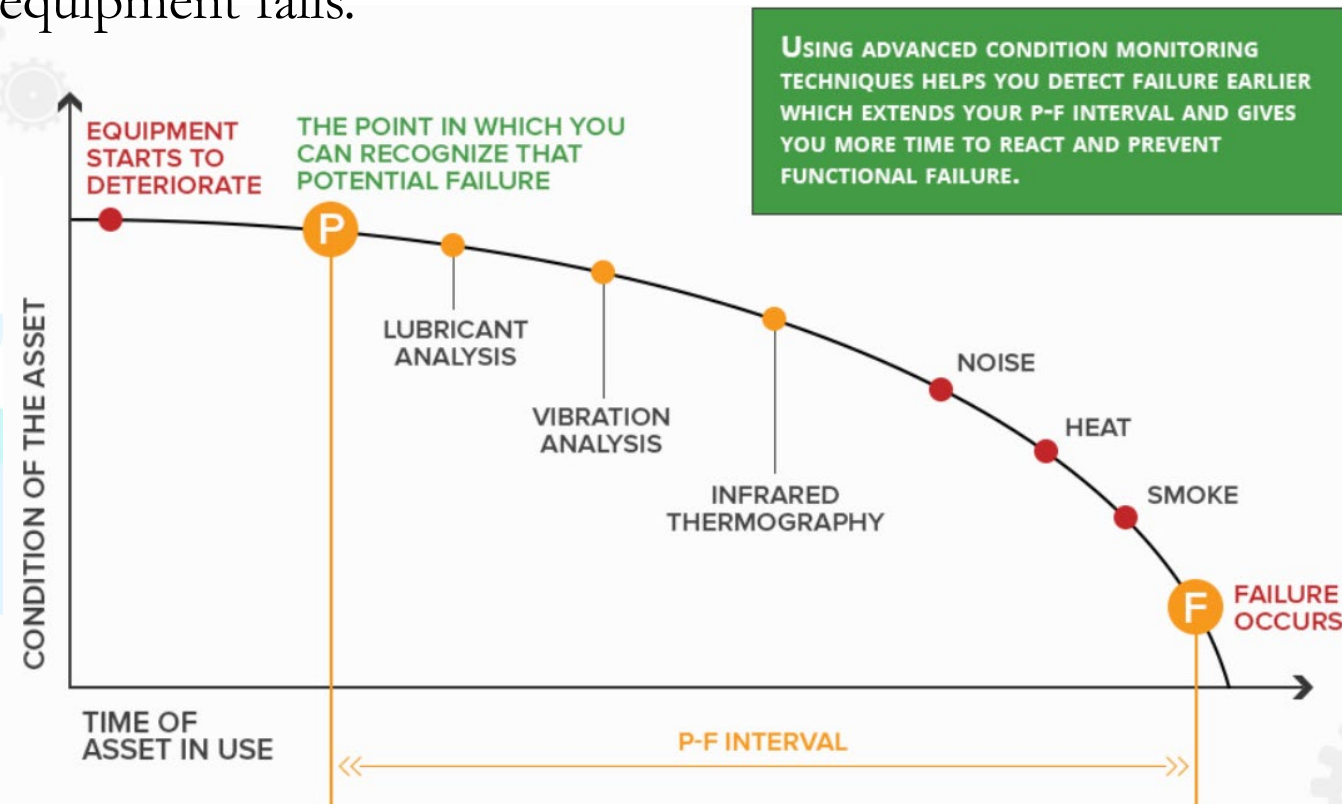 equipment fails.
USING ADVANCED CONDITION MONITORING
TECHNIQUES HELPS YOU DETECT FAILURE EARLIER
WHICH EXTENDS YOUR P-F INTERVAL AND GIVES
YOU MORE TIME TO REACT AND PREVENT
FUNCTIONAL FAILURE.
EQUIPMENT
STARTS TO
DETERIORATE
THE POINT IN WHICH YOU
CAN RECOGNIZE THAT
POTENTIAL FAILURE
P
LUBRICANT
ANALYSIS
VIBRATION
ANALYSIS
INFRARED
THERMOGRAPHY
NOISE
HEAT
SMOKE
F
FAILURE
OCCURS
CONDITION OF THE ASSET
TIME OF
ASSET IN USE
P-F INTERVAL